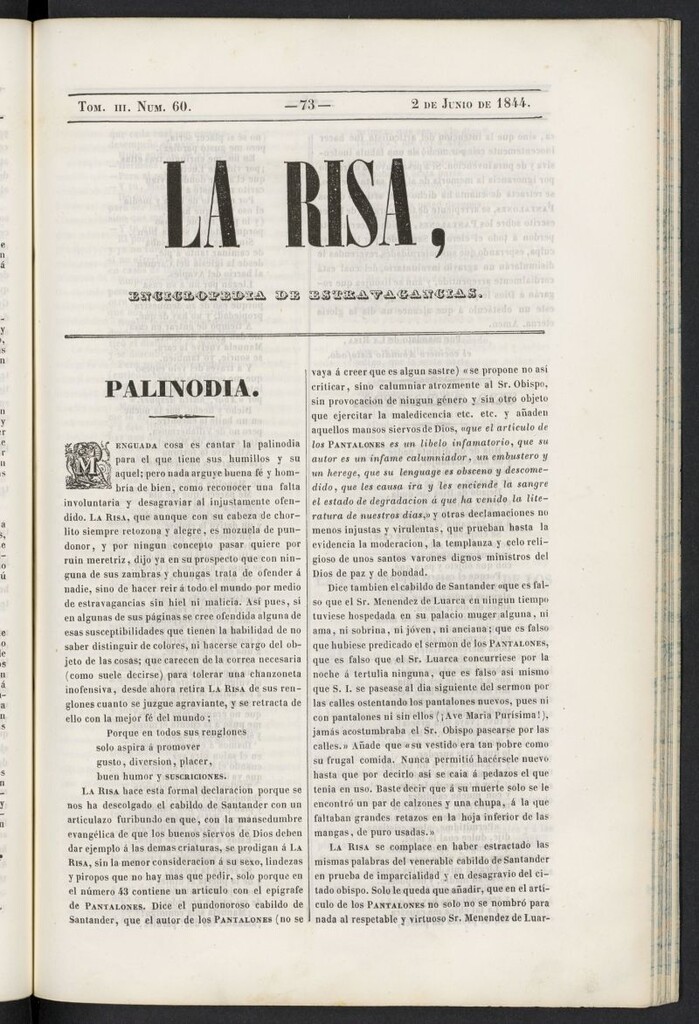 Tom. III. Num. 60.
—73—
2 de Junio de 1844.
LA RISA,
ENCICLOPEDIA DE ESTRAVAGANCIAS.
PALINODIA.
MENGUADA cosa es cantar la palinodia
para el que tiene sus humillos y su
aquel; pero nada arguye buena fé y hom-
bria de bien, como reconocer una falta
involuntaria y desagraviar al injustamente ofen-
dido. La Risa, que aunque con su cabeza de chor-
lito siempre retozona y alegre, es mozuela de pun-
donor, y por ningun concepto pasar quiere por
ruin meretriz, dijo ya en su prospecto que con nin-
guna de sus zambras y chungas trata de ofender á
nadie, sino de hacer reir á todo el mundo por medio
de estravagancias sin hiel ni malicia. Asi pues, si
en algunas de sus páginas se cree ofendida alguna de
esas susceptibilidades que tienen la habilidad de no
saber distinguir de colores, ni hacerse cargo del ob-
jeto de las cosas; que carecen de la correa necesaria
(como suele decirse) para tolerar una chanzoneta
inofensiva, desde ahora retira La Risa de sus ren-
glones cuanto se juzgue agraviante, y se retracta de
ello con la mejor fé del mundo;
Porque en todos sus renglones
solo aspira á promover
gusto, diversion, placer,
buen humor y suscriciones.
La Risa hace esta formal declaracion porque se
nos ha descolgado el cabildo de Santander con un
articulazo furibundo en que, con la mansedumbre
evangélica de que los buenos siervos de Dios deben
dar ejemplo á las demas criaturas, se prodigan á La
Risa, sin la menor consideracion á su sexo, lindezas
y piropos que no hay mas que pedir, solo porque en
el número 43 contiene un articulo con el epigrafe
de Pantalones. Dice el pundonoroso cabildo de
Santander, que el autor de los Pantalones (no se
vaya á creer que es algun sastre) «se propone no asi
criticar, sino calumniar atrozmente al Sr. Obispo,
sin provocacion de ningun género y sin otro objeto
que ejercitar la maledicencia etc. etc. y añaden
aquellos mansos siervos de Dios, «que el articulo de
los Pantalones es un libelo infamatorio, que su
autor es un infame calumniador, un embustero y
un herege, que su lenguage es obsceno y descome-
dido, que les causa ira y les enciende la sangre
el estado de degradacion á que ha venido la lite-
ratura de nuestros dias,» y otras declamaciones no
menos injustas y virulentas, que prueban hasta la
evidencia la moderacion, la templanza y celo reli-
gioso de unos santos varones dignos ministros del
Dios de paz y de bondad.
Dice tambien el cabildo de Santander «que es fal-
so que el Sr. Menendez de Luarca en ningun tiempo
tuviese hospedada en su palacio muger alguna, ni
ama, ni sobrina, ni jóven, ni anciana; que es falso
que hubiese predicado el sermon de los Pantalones,
que es falso que el Sr. Luarca concurriese por la
noche á tertulia ninguna, que es falso asi mismo
que S. I. se pasease al dia siguiente del sermon por
las calles ostentando los pantalones nuevos, pues ni
con pantalones ni sin ellos (¡Ave Maria Purísima!),
jamás acostumbraba el Sr. Obispo pasearse por las
calles.» Añade que «su vestido era tan pobre como
su frugal comida. Nunca permitió hacérsele nuevo
hasta que por decirlo asi se caia á pedazos el que
tenia en uso. Baste decir que á su muerte solo se le
encontró un par de calzones y una chupa, á la que
faltaban grandes retazos en la hoja inferior de las
mangas, de puro usadas.»
La Risa se complace en haber estractado las
mismas palabras del venerable cabildo de Santander
en prueba de imparcialidad y en desagravio del ci-
tado obispo. Solo le queda que añadir, que en el arti-
culo de los Pantalones no solo no se nombró para
nada al respetable y virtuoso Sr. Menendez de Luar-